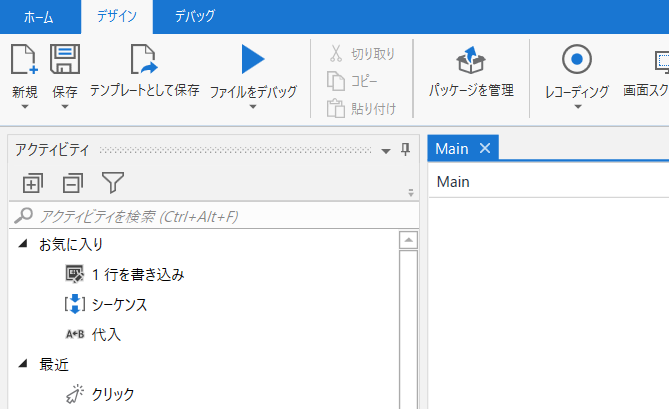 ホーム デザイン デバッグ
新規 保存 テンプレートとして保存 ファイルをデバッグ
切り取り
コピー
貼り付け
パッケージを管理 レコーディング 画面スク
アクティビティ
Main
Main
アクティビティを検索 (Ctrl+Alt+F)
お気に入り
1 行を書き込み
シーケンス
A←B 代入
最近
クリック